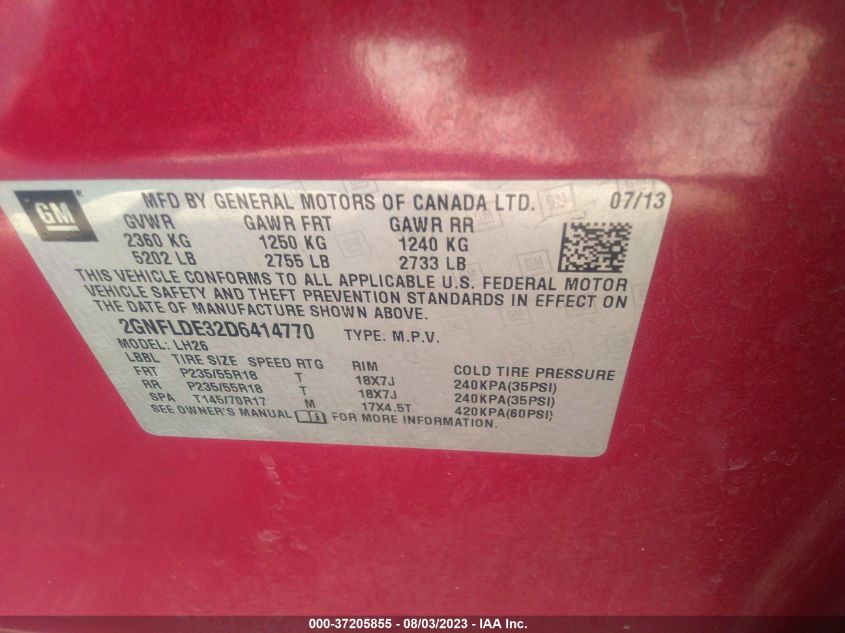 GM MFD BY GENERAL MOTORS OF CANADA LTD. 07/13
GVWR GAWR FRT GAWR RR
2360 KG 1250 KG 1240 KG
5202 LB 2755 LB 2733 LB
THIS VEHICLE CONFORMS TO ALL APPLICABLE U.S. FEDERAL MOTOR
VEHICLE SAFETY AND THEFT PREVENTION STANDARDS IN EFFECT ON
THE DATE OF MANUFACTURE SHOWN ABOVE.
2GNFLDE32D6414770 TYPE: M.P.V.
MODEL: LH26
LBBL TIRE SIZE SPEED RTG RIM COLD TIRE PRESSURE
FRT P235/55R18 T 18X7J 240KPA(35PSI)
RR P235/55R18 T 18X7J 240KPA(35PSI)
SPA T145/70R17 M 17X4.5T 420KPA(60PSI)
SEE OWNER'S MANUAL FOR MORE INFORMATION.
000-37205855 - 08/03/2023 - IAA Inc.